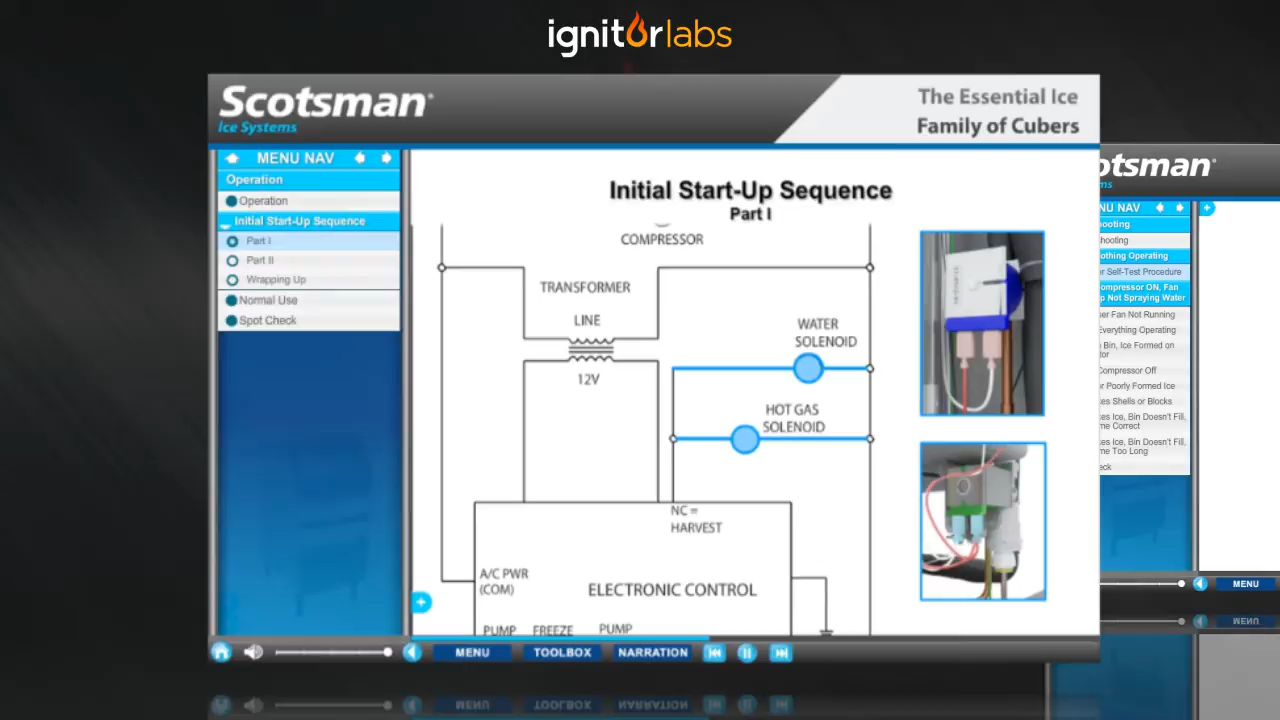 ignitorlabs
Scotsman
Ice Systems
The Essential Ice
Family of Cubers
MENU NAV
Operation
Operation
Initial Start-Up Sequence
Part I
Part II
Wrapping Up
Normal Use
Spot Check
Initial Start-Up Sequence
Part I
COMPRESSOR
TRANSFORMER
LINE
12V
WATER
SOLENOID
HOT GAS
SOLENOID
NC =
HARVEST
A/C PWR
(COM)
ELECTRONIC CONTROL
PUMP FREEZE PUMP
MENU TOOLBOX NARRATION
otsman
ms
NU NAV
hooting
hooting
othing Operating
r Self-Test Procedure
ompressor ON, Fan
p Not Spraying Water
er Fan Not Running
Everything Operating
Bin, Ice Formed on
tor
Compressor Off
r Poorly Formed Ice
es Shells or Blocks
es Ice, Bin Doesn't Fill,
me Correct
es Ice, Bin Doesn't Fill,
me Too Long
eck
MENU
MENU
MENU TOOLBOX NARRATION